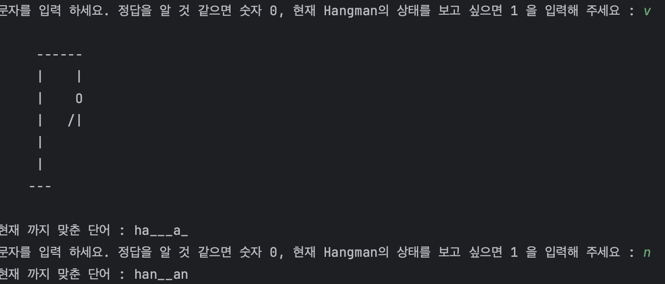 문자를 입력 하세요. 정답을 알 것 같으면 숫자 0, 현재 Hangman의 상태를 보고 싶으면 1 을 입력해 주세요 : v
------
|    |
|    O
|   /|
|
|
---
현재 까지 맞춘 단어 : ha___a_
문자를 입력 하세요. 정답을 알 것 같으면 숫자 0, 현재 Hangman의 상태를 보고 싶으면 1 을 입력해 주세요 : n
현재 까지 맞춘 단어 : han__an